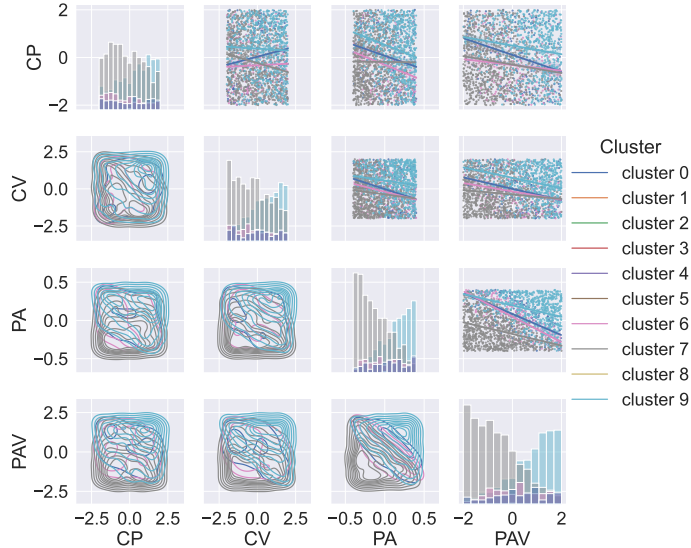 CP
2
0
−2
CV
2.5
0.0
−2.5
PA
0.5
0.0
−0.5
PAV
2.5
0.0
−2.5
−2.5 0.0 2.5
−2.5 0.0 2.5
−0.5 0.0 0.5
−2 0 2
CP
CV
PA
PAV
Cluster
cluster 0
cluster 1
cluster 2
cluster 3
cluster 4
cluster 5
cluster 6
cluster 7
cluster 8
cluster 9